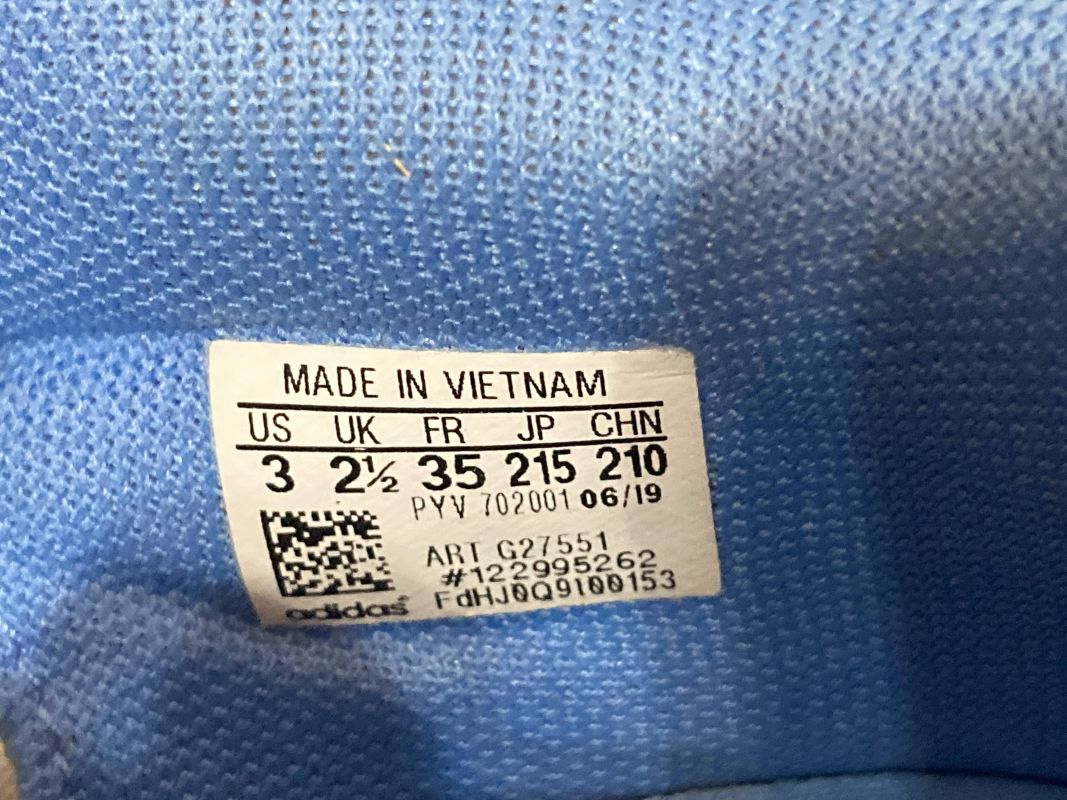 MADE IN VIETNAM
US UK FR JP CHN
3 2½ 35 215 210
PYV 702001 06/19
ART G27551
#122995262
FdHJ0Q9I00153
adidas®